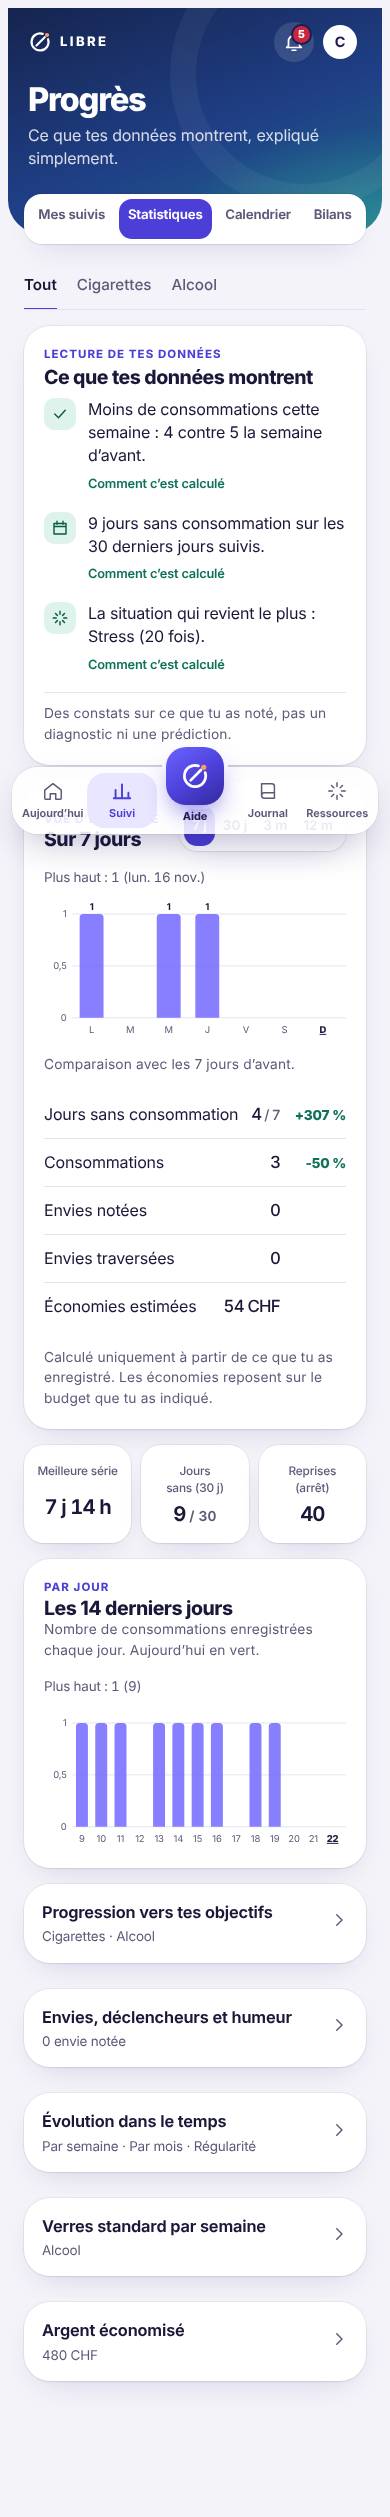 LIBRE
5
C
Progrès
Ce que tes données montrent, expliqué
simplement.
Mes suivis
Statistiques
Calendrier
Bilans
Tout
Cigarettes
Alcool
LECTURE DE TES DONNÉES
Ce que tes données montrent
Moins de consommations cette
semaine : 4 contre 5 la semaine
d’avant.
Comment c’est calculé
9 jours sans consommation sur les
30 derniers jours suivis.
Comment c’est calculé
La situation qui revient le plus :
Stress (20 fois).
Comment c’est calculé
Des constats sur ce que tu as noté, pas un
diagnostic ni une prédiction.
Aujourd’hui
Suivi
Aide
Journal
Ressources
Sur 7 jours
7 j
30 j
3 m
12 m
Plus haut : 1 (lun. 16 nov.)
1
1
1
1
0,5
0
L
M
M
J
V
S
D
Comparaison avec les 7 jours d’avant.
Jours sans consommation 4 / 7 +307 %
Consommations 3 -50 %
Envies notées 0
Envies traversées 0
Économies estimées 54 CHF
Calculé uniquement à partir de ce que tu as
enregistré. Les économies reposent sur le
budget que tu as indiqué.
Meilleure série
7 j 14 h
Jours
sans (30 j)
9 / 30
Reprises
(arrêt)
40
PAR JOUR
Les 14 derniers jours
Nombre de consommations enregistrées
chaque jour. Aujourd’hui en vert.
Plus haut : 1 (9)
1
0,5
0
9
10
11
12
13
14
15
16
17
18
19
20
21
22
Progression vers tes objectifs
Cigarettes · Alcool
Envies, déclencheurs et humeur
0 envie notée
Évolution dans le temps
Par semaine · Par mois · Régularité
Verres standard par semaine
Alcool
Argent économisé
480 CHF